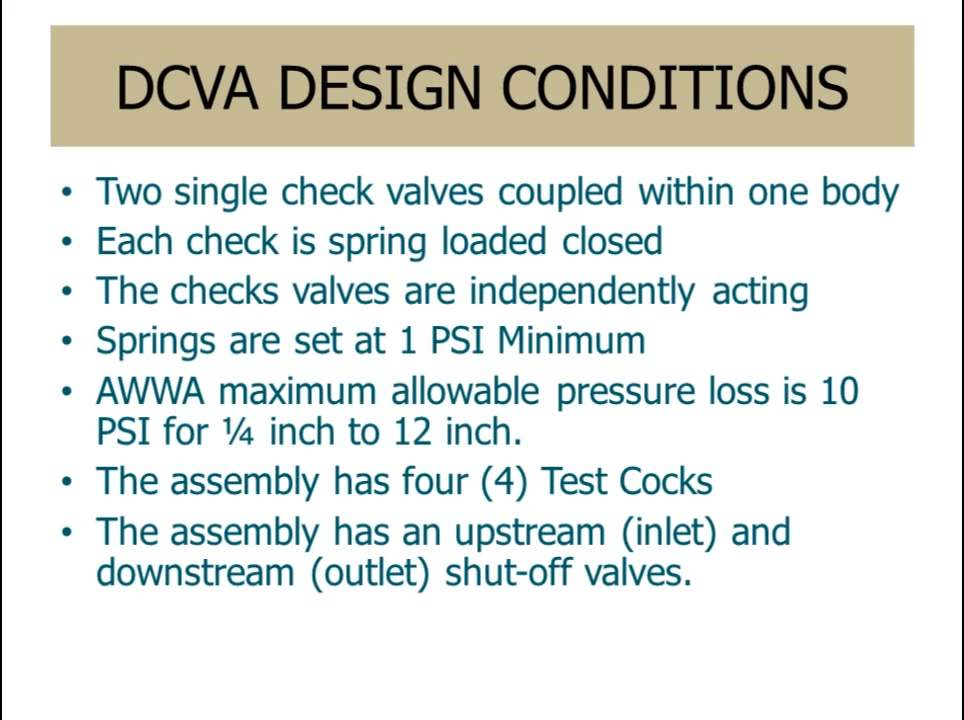 DCVA DESIGN CONDITIONS
• Two single check valves coupled within one body
• Each check is spring loaded closed
• The checks valves are independently acting
• Springs are set at 1 PSI Minimum
• AWWA maximum allowable pressure loss is 10
PSI for ¼ inch to 12 inch.
• The assembly has four (4) Test Cocks
• The assembly has an upstream (inlet) and
downstream (outlet) shut-off valves.